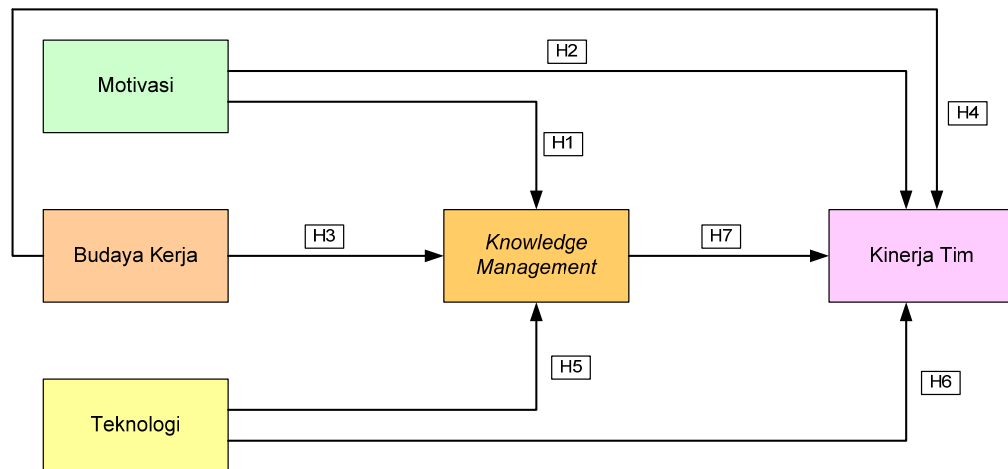 H2
Motivasi
H4
H1
Budaya Kerja
H3
Knowledge
Management
H7
Kinerja Tim
H5
H6
Teknologi